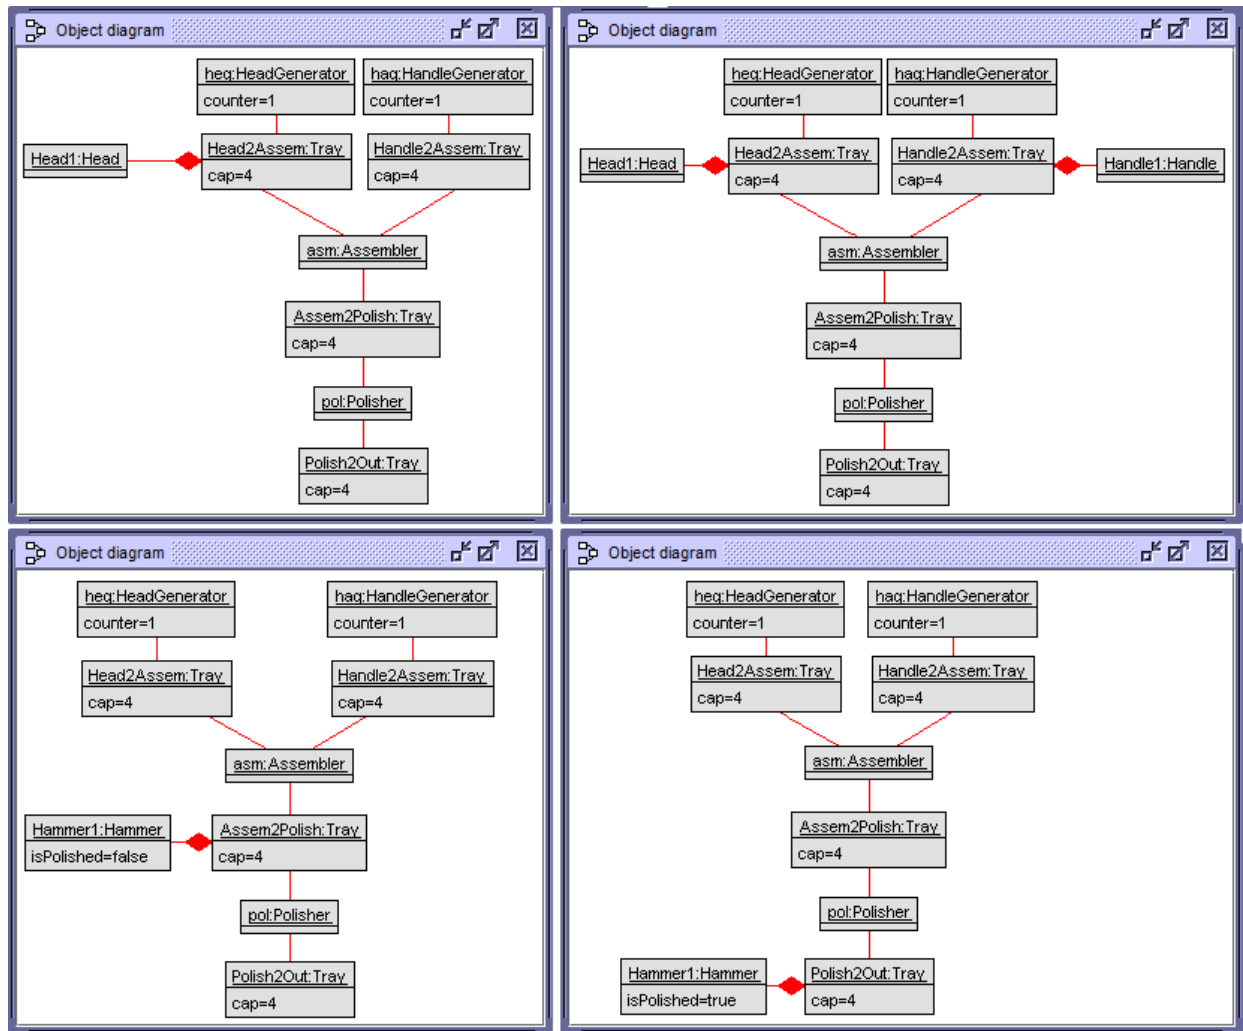 Object diagram
heg:HeadGenerator
counter=1
hag:HandleGenerator
counter=1
Head1:Head
Head2Assem:Tray
cap=4
Handle2Assem:Tray
cap=4
asm:Assembler
Assem2Polish:Tray
cap=4
pol:Polisher
Polish2Out:Tray
cap=4
Object diagram
heg:HeadGenerator
counter=1
hag:HandleGenerator
counter=1
Head1:Head
Head2Assem:Tray
cap=4
Handle2Assem:Tray
cap=4
Handle1:Handle
asm:Assembler
Assem2Polish:Tray
cap=4
pol:Polisher
Polish2Out:Tray
cap=4
Object diagram
heg:HeadGenerator
counter=1
hag:HandleGenerator
counter=1
Head2Assem:Tray
cap=4
Handle2Assem:Tray
cap=4
asm:Assembler
Hammer1:Hammer
isPolished=false
Assem2Polish:Tray
cap=4
pol:Polisher
Polish2Out:Tray
cap=4
Object diagram
heg:HeadGenerator
counter=1
hag:HandleGenerator
counter=1
Head2Assem:Tray
cap=4
Handle2Assem:Tray
cap=4
asm:Assembler
Assem2Polish:Tray
cap=4
pol:Polisher
Hammer1:Hammer
isPolished=true
Polish2Out:Tray
cap=4